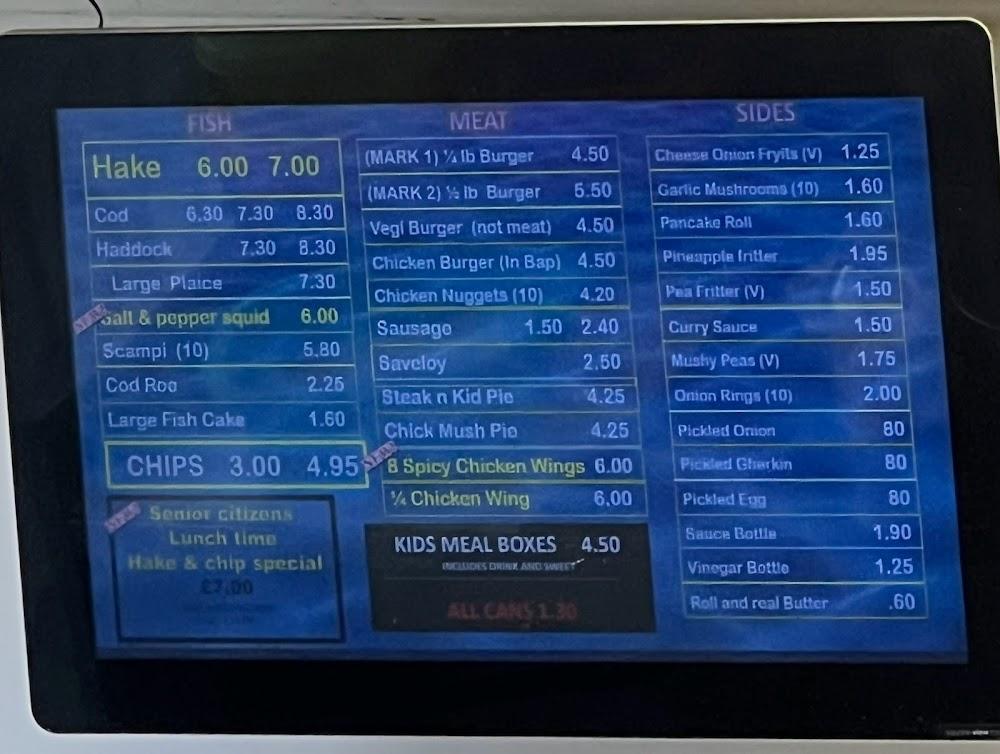 FISH
Hake 6.00 7.00
Cod 6.30 7.30 8.30
Haddock 7.30 8.30
Large Plaice 7.30
Salt & pepper squid 6.00
Scampi (10) 5.80
Cod Roe 2.25
Large Fish Cake 1.60
CHIPS 3.00 4.95
Senior citizens
Lunch time
Hake & chip special
£7.00
MEAT
(MARK 1) ¼ lb Burger 4.50
(MARK 2) ½ lb Burger 5.50
Vegi Burger (not meat) 4.50
Chicken Burger (In Bap) 4.50
Chicken Nuggets (10) 4.20
Sausage 1.50 2.40
Saveloy 2.50
Steak n Kid Pie 4.25
Chick Mush Pie 4.25
8 Spicy Chicken Wings 6.00
¼ Chicken Wing 6.00
KIDS MEAL BOXES 4.50
INCLUDES DRINK AND SWEET
ALL CANS 1.30
SIDES
Cheese Onion Fryits (V) 1.25
Garlic Mushrooms (10) 1.60
Pancake Roll 1.60
Pineapple fritter 1.95
Pea Fritter (V) 1.50
Curry Sauce 1.50
Mushy Peas (V) 1.75
Onion Rings (10) 2.00
Pickled Onion 80
Pickled Gherkin 80
Pickled Egg 80
Sauce Bottle 1.90
Vinegar Bottle 1.25
Roll and real Butter .60